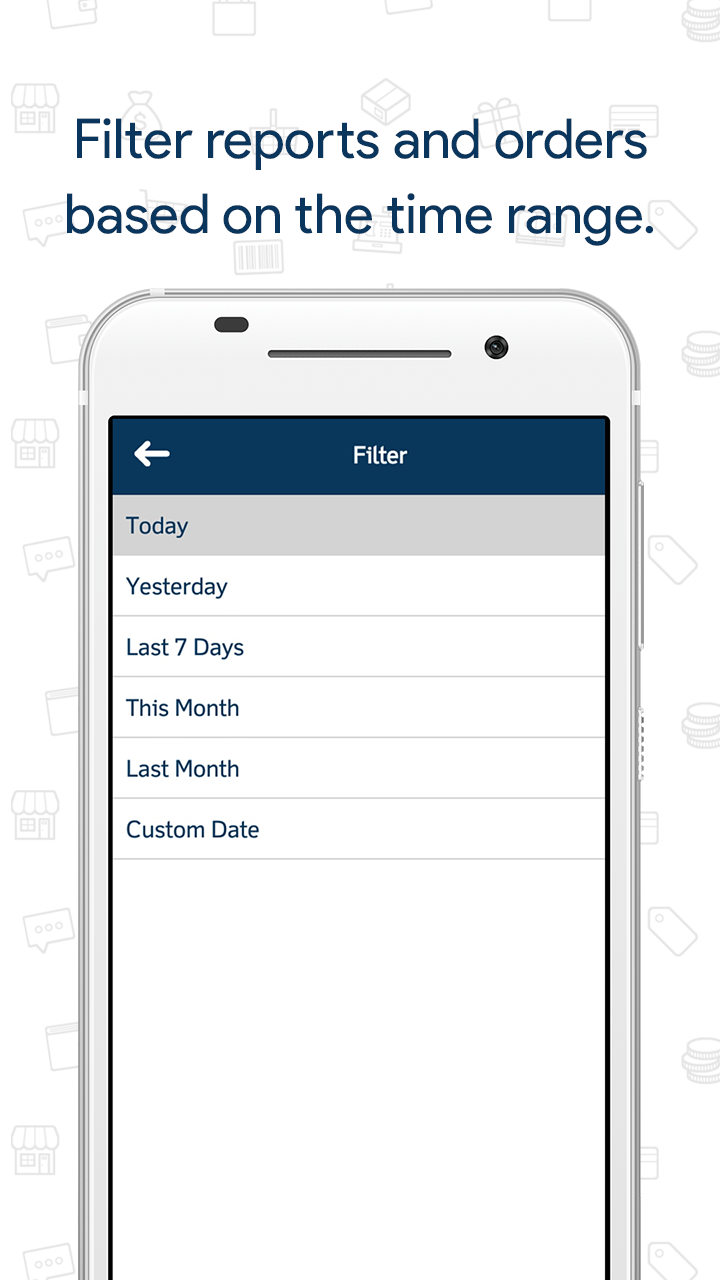 Filter reports and orders
based on the time range.
Filter
Today
Yesterday
Last 7 Days
This Month
Last Month
Custom Date